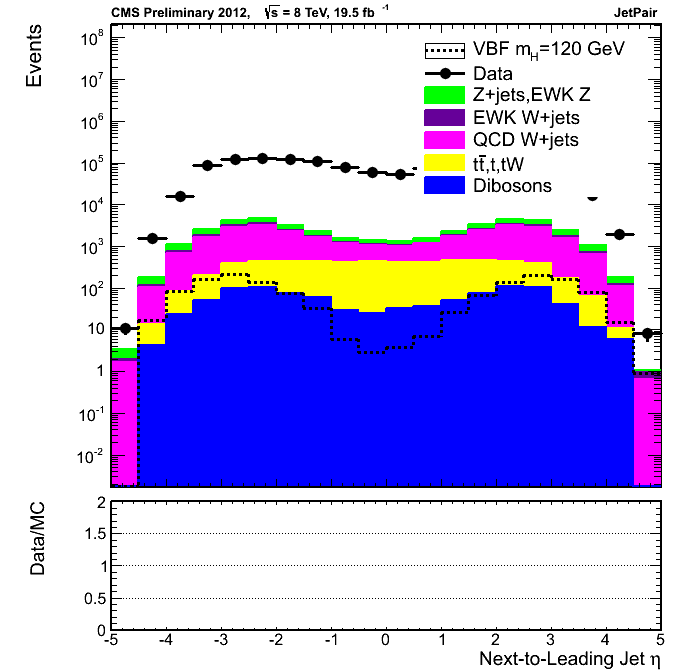 CMS Preliminary 2012, √s = 8 TeV, 19.5 fb⁻¹ JetPair
Events
10⁸
10⁷
10⁶
10⁵
10⁴
10³
10²
10
1
10⁻¹
10⁻²
VBF m_H=120 GeV
Data
Z+jets,EWK Z
EWK W+jets
QCD W+jets
tt̄,t,tW
Dibosons
Data/MC
2
1.5
1
0.5
0
-5 -4 -3 -2 -1 0 1 2 3 4 5
Next-to-Leading Jet η